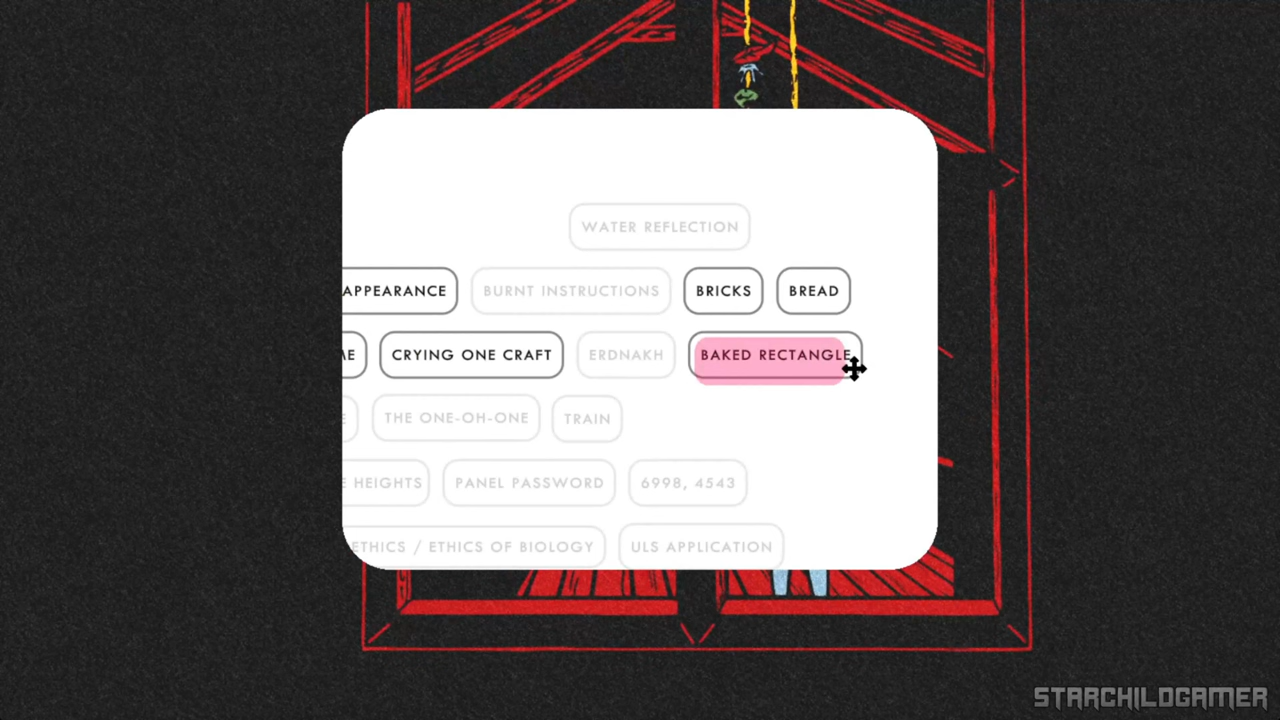 WATER REFLECTION
APPEARANCE BURNT INSTRUCTIONS BRICKS BREAD
ME CRYING ONE CRAFT ERDNAKH BAKED RECTANGLE
E THE ONE-OH-ONE TRAIN
E HEIGHTS PANEL PASSWORD 6998, 4543
ETHICS / ETHICS OF BIOLOGY ULS APPLICATION
STARCHILDGAMER